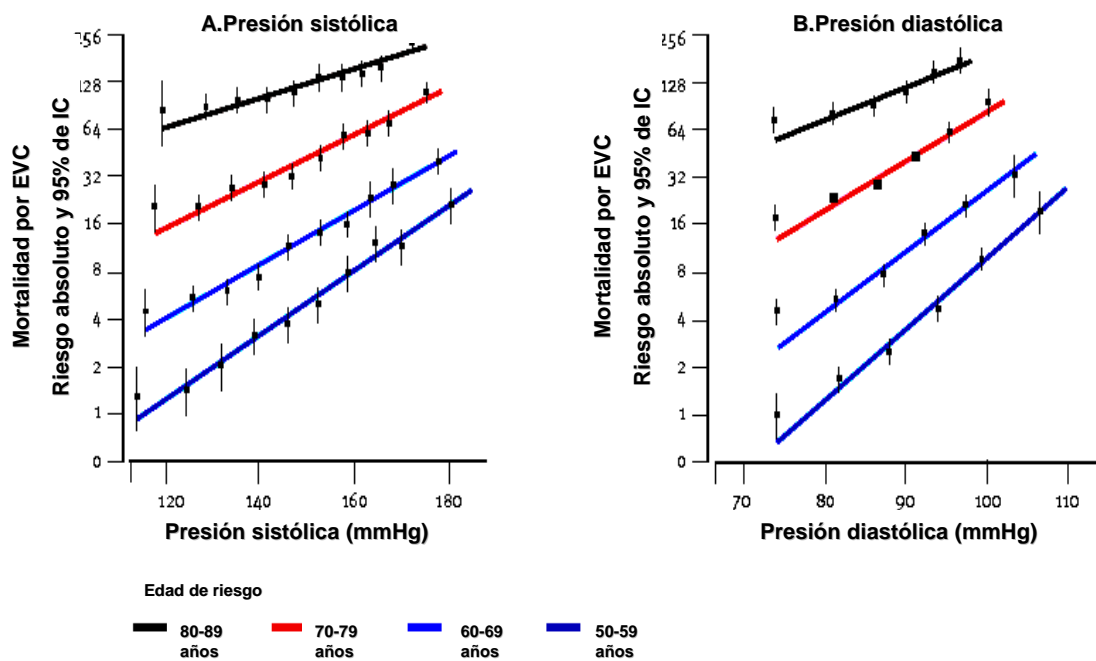 A.Presión sistólica
Mortalidad por EVC
Riesgo absoluto y 95% de IC
128
64
32
16
8
4
2
1
0
120
140
160
180
Presión sistólica (mmHg)
B.Presión diastólica
Mortalidad por EVC
Riesgo absoluto y 95% de IC
256
128
64
32
16
8
4
2
1
0
70
80
90
100
110
Presión diastólica (mmHg)
Edad de riesgo
80-89
años
70-79
años
60-69
años
50-59
años